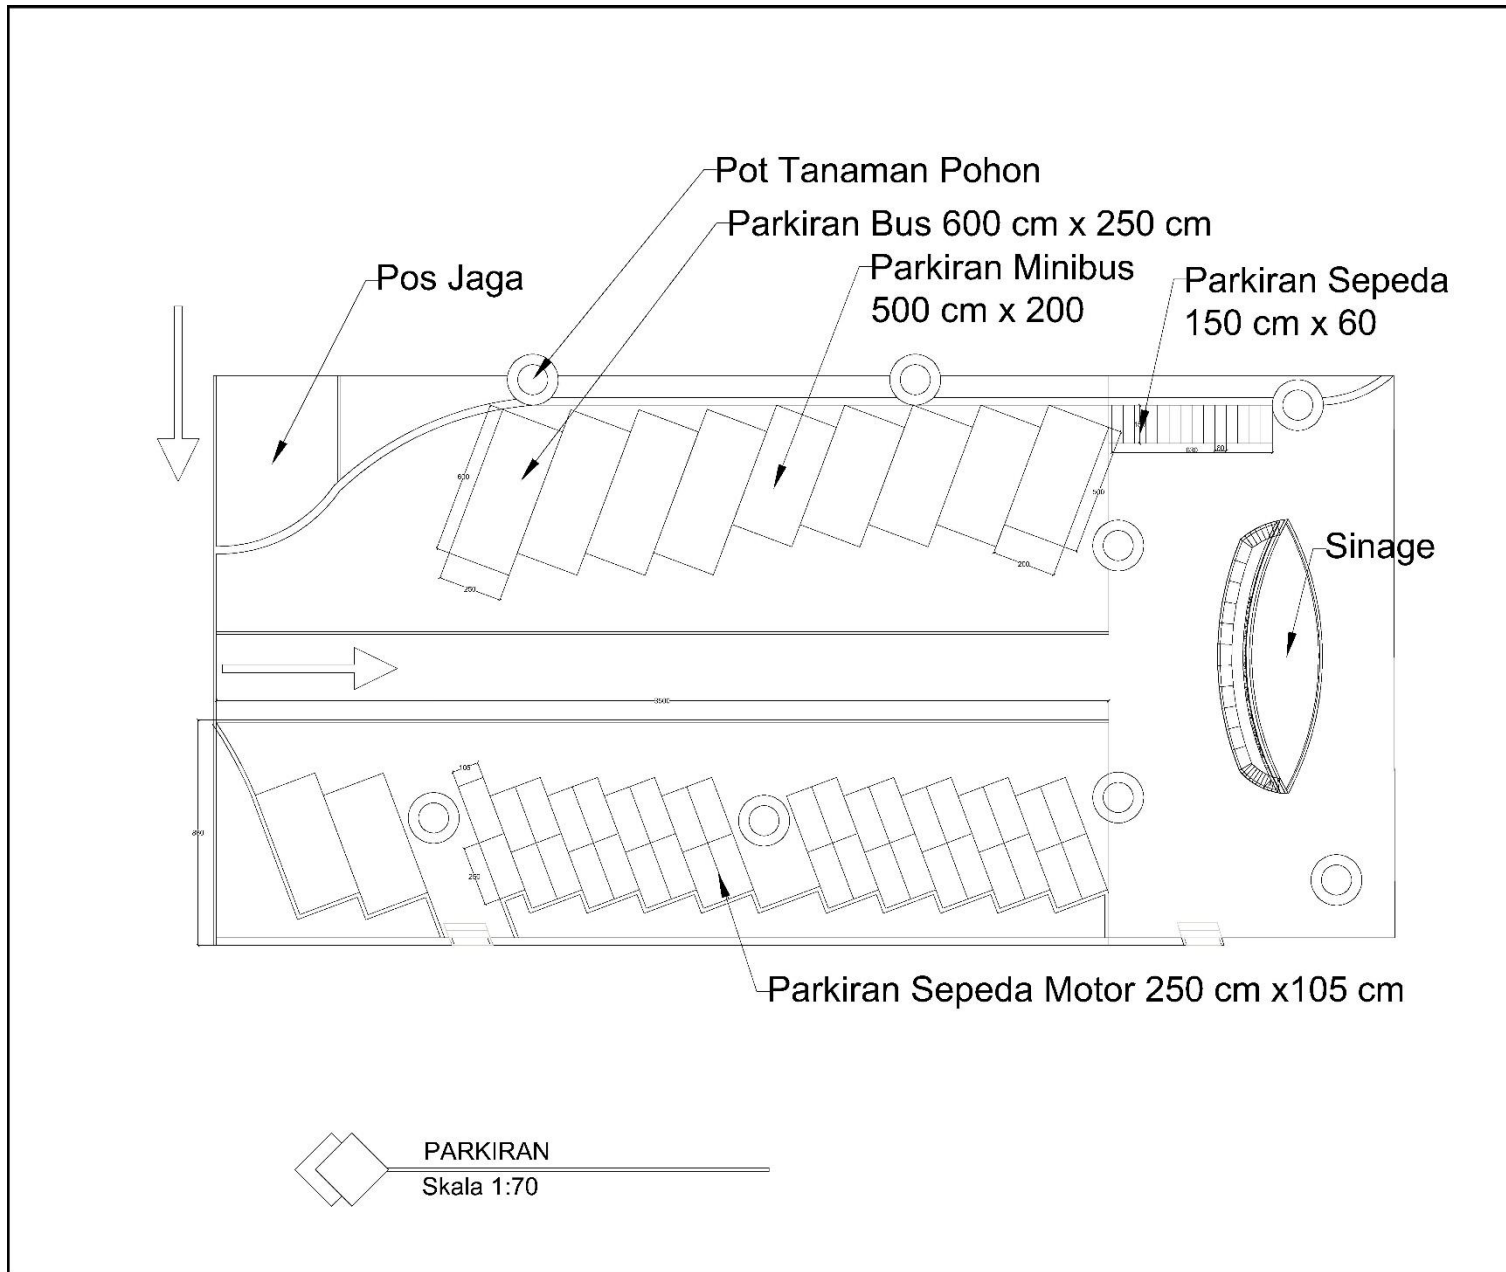 Pot Tanaman Pohon
Parkiran Bus 600 cm x 250 cm
Parkiran Minibus
500 cm x 200
Parkiran Sepeda
150 cm x 60
Pos Jaga
Sinage
600
250
200
500
60
3500
105
250
Parkiran Sepeda Motor 250 cm x105 cm
PARKIRAN
Skala 1:70